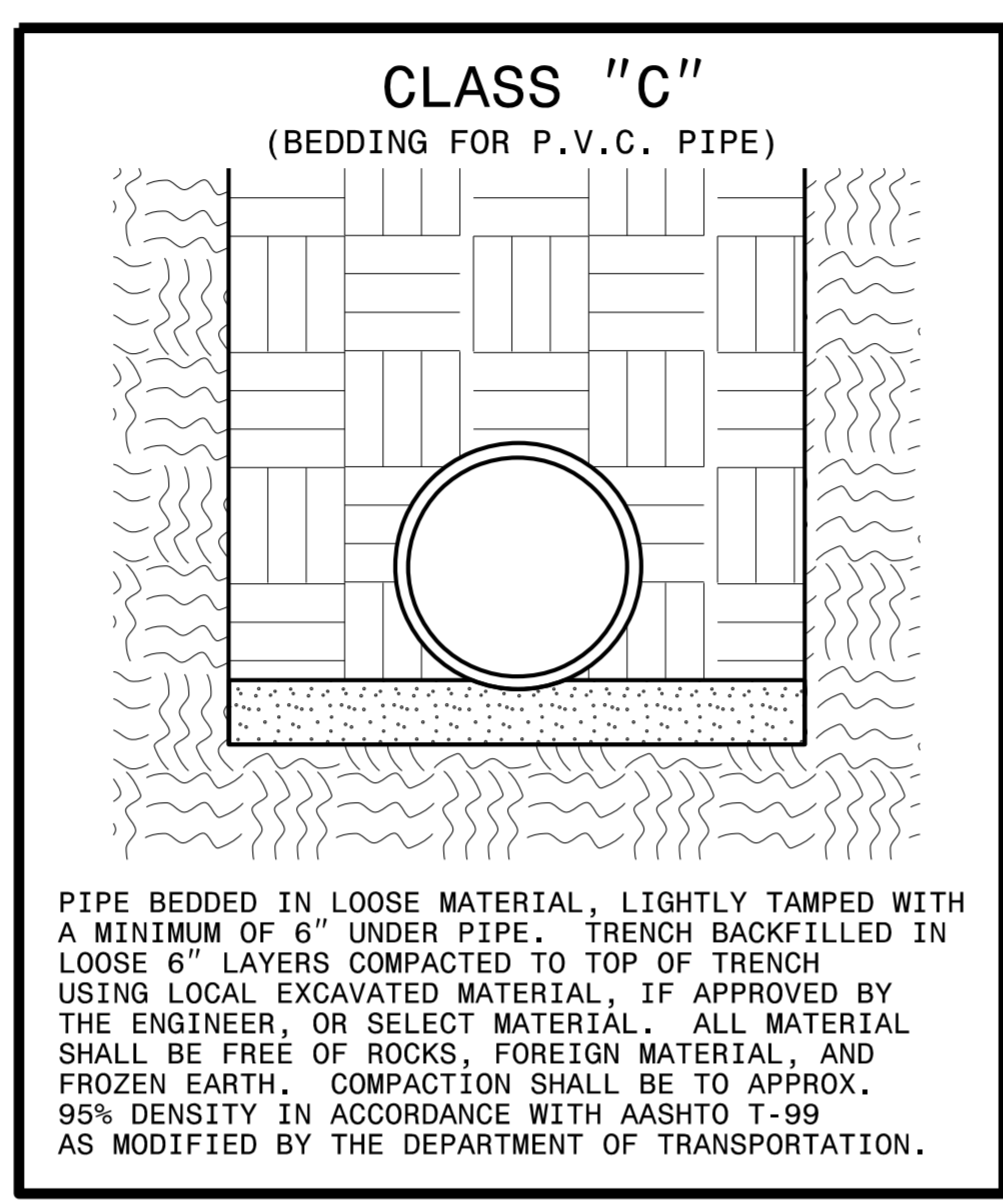 CLASS "C"
(BEDDING FOR P.V.C. PIPE)
PIPE BEDDED IN LOOSE MATERIAL, LIGHTLY TAMPED WITH
A MINIMUM OF 6" UNDER PIPE.  TRENCH BACKFILLED IN
LOOSE 6" LAYERS COMPACTED TO TOP OF TRENCH
USING LOCAL EXCAVATED MATERIAL, IF APPROVED BY
THE ENGINEER, OR SELECT MATERIAL.  ALL MATERIAL
SHALL BE FREE OF ROCKS, FOREIGN MATERIAL, AND
FROZEN EARTH.  COMPACTION SHALL BE TO APPROX.
95% DENSITY IN ACCORDANCE WITH AASHTO T-99
AS MODIFIED BY THE DEPARTMENT OF TRANSPORTATION.